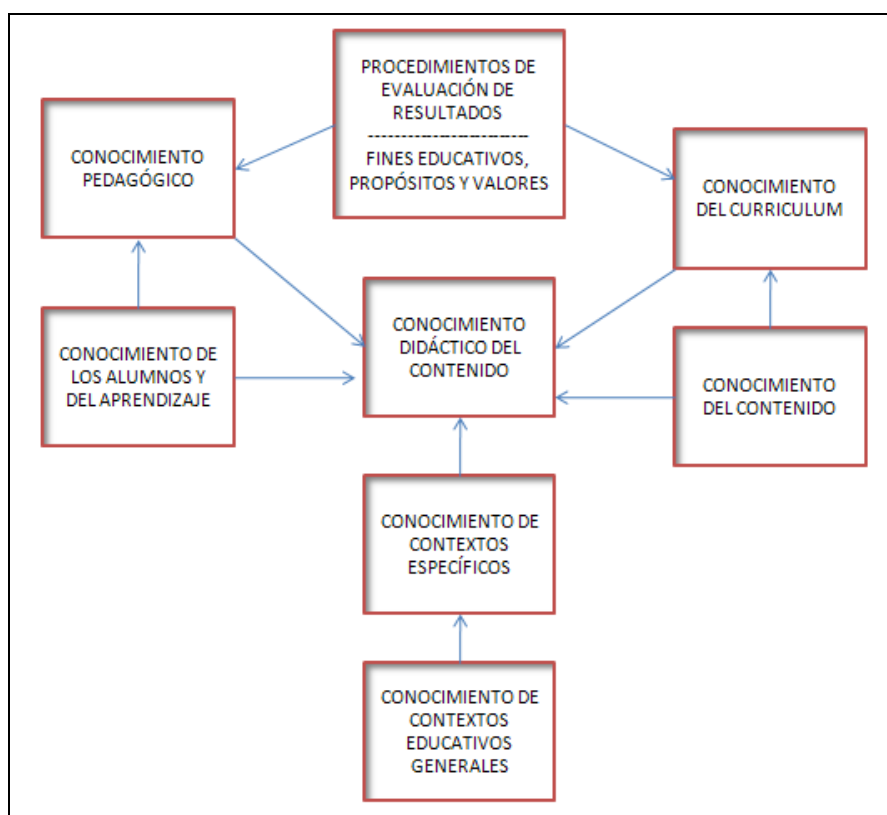 PROCEDIMIENTOS DE
EVALUACIÓN DE
RESULTADOS
----------------------------
FINES EDUCATIVOS,
PROPÓSITOS Y VALORES
CONOCIMIENTO
PEDAGÓGICO
CONOCIMIENTO
DEL CURRICULUM
CONOCIMIENTO
DIDÁCTICO DEL
CONTENIDO
CONOCIMIENTO DE
LOS ALUMNOS Y
DEL APRENDIZAJE
CONOCIMIENTO
DEL CONTENIDO
CONOCIMIENTO DE
CONTEXTOS
ESPECÍFICOS
CONOCIMIENTO DE
CONTEXTOS
EDUCATIVOS
GENERALES